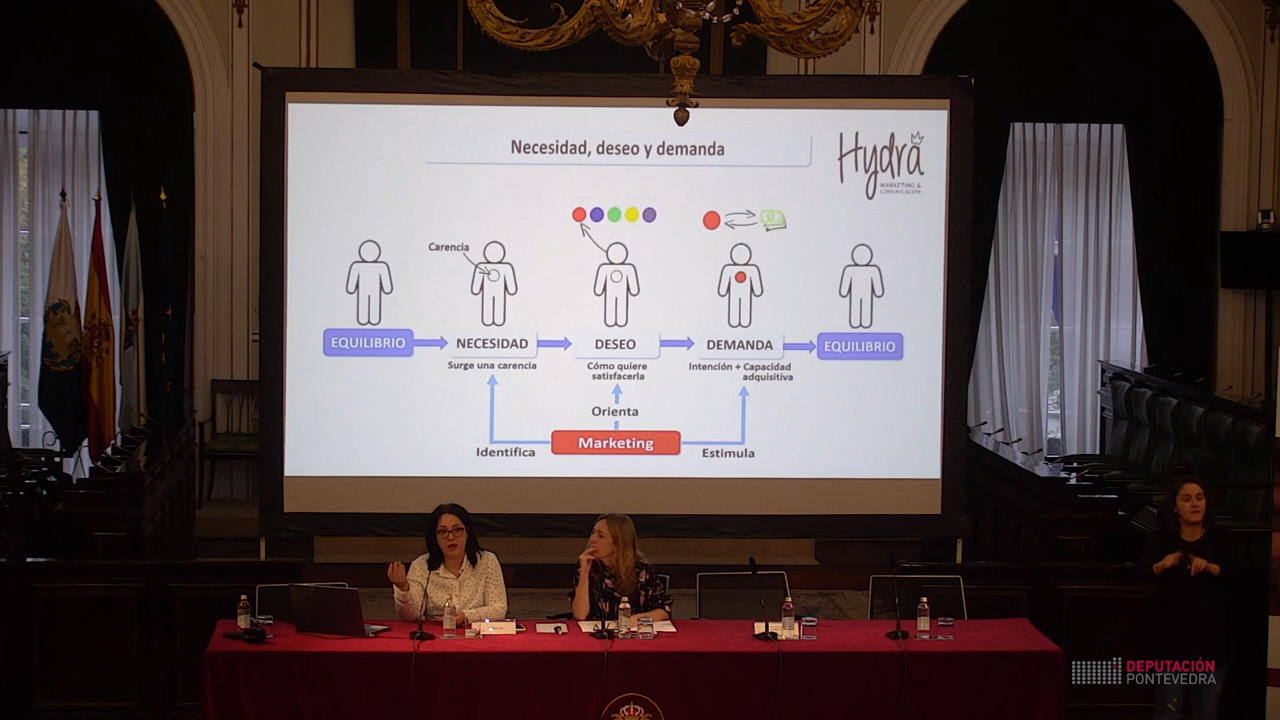 Necesidad, deseo y demanda
Hydra
MARKETING &
COMUNICACIÓN
Carencia
EQUILIBRIO
NECESIDAD
DESEO
DEMANDA
EQUILIBRIO
Surge una carencia
Cómo quiere
satisfacerla
Intención + Capacidad
adquisitiva
Orienta
Marketing
Identifica
Estimula
DEPUTACIÓN
PONTEVEDRA